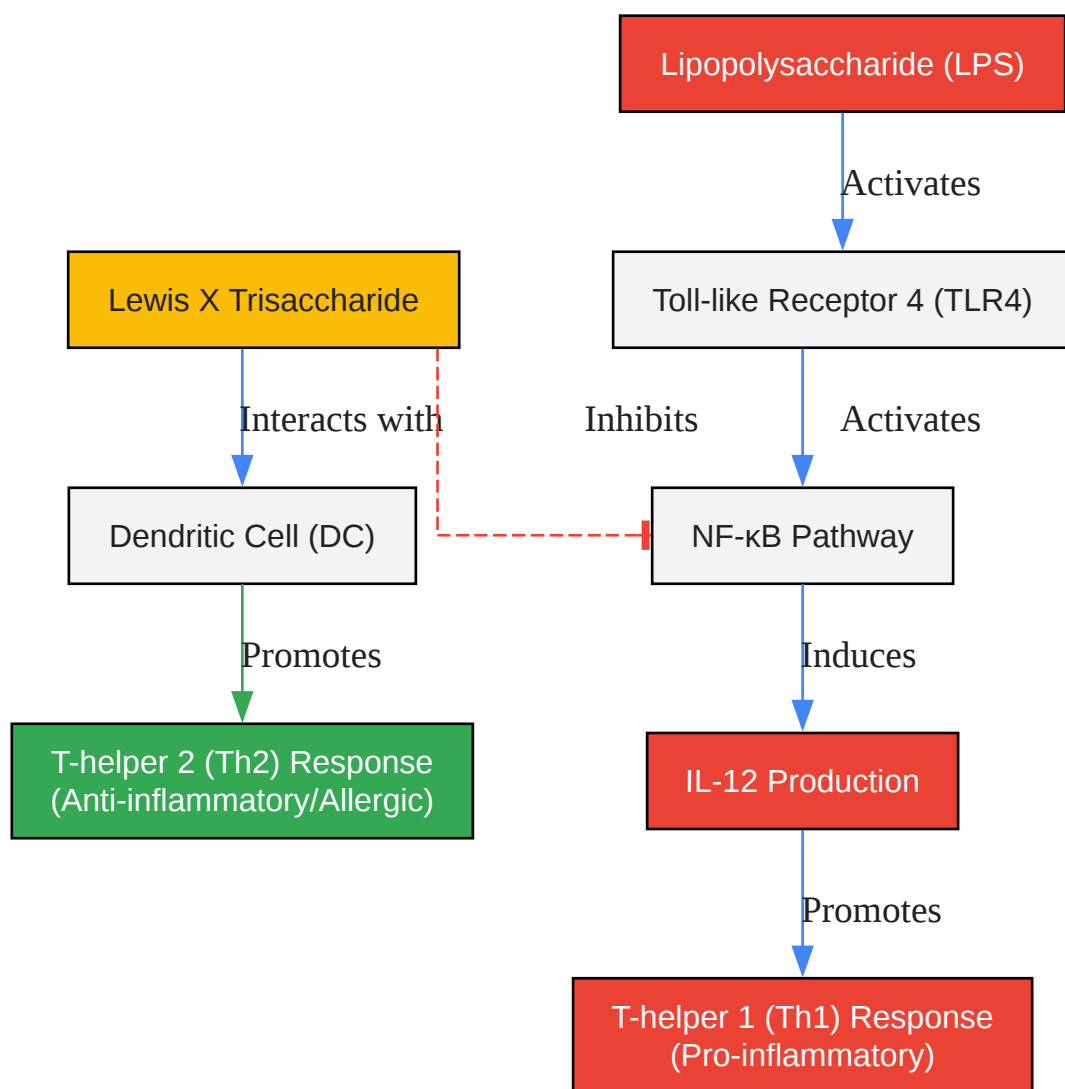 Lipopolysaccharide (LPS)
Activates
Lewis X Trisaccharide
Toll-like Receptor 4 (TLR4)
Interacts with
Inhibits
Activates
Dendritic Cell (DC)
NF-κB Pathway
Promotes
Induces
T-helper 2 (Th2) Response
(Anti-inflammatory/Allergic)
IL-12 Production
Promotes
T-helper 1 (Th1) Response
(Pro-inflammatory)